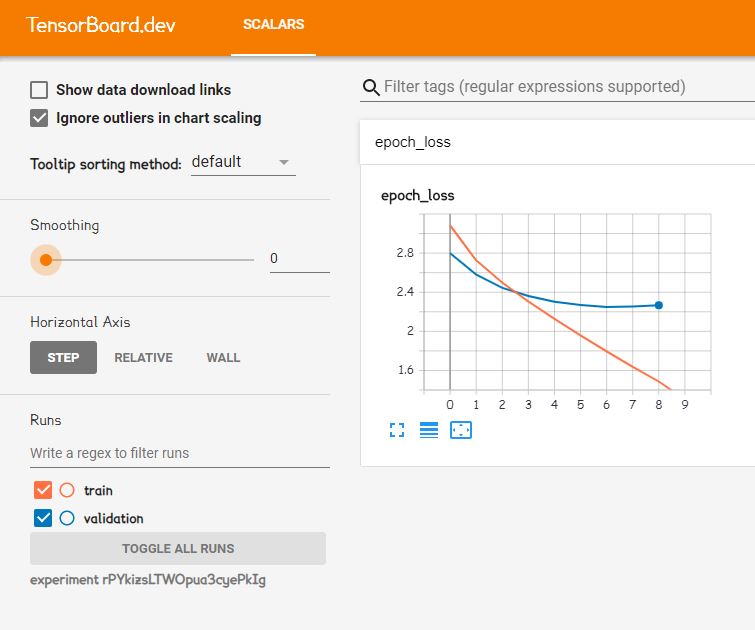 TensorBoard.dev
SCALARS
Show data download links
Ignore outliers in chart scaling
Tooltip sorting method: default
Smoothing
0
Horizontal Axis
STEP RELATIVE WALL
Runs
Write a regex to filter runs
train
validation
TOGGLE ALL RUNS
experiment rPYkizsLTWOpua3cyePkIg
Filter tags (regular expressions supported)
epoch_loss
epoch_loss
2.8
2.4
2
1.6
0 1 2 3 4 5 6 7 8 9